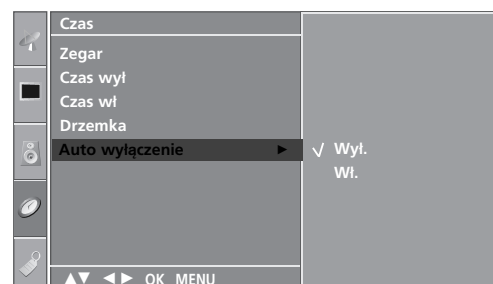 Czas
Zegar
Czas wył
Czas wł
Drzemka
Auto wyłączenie ► √ Wył.
Wł.
▲▼ ◄► OK MENU